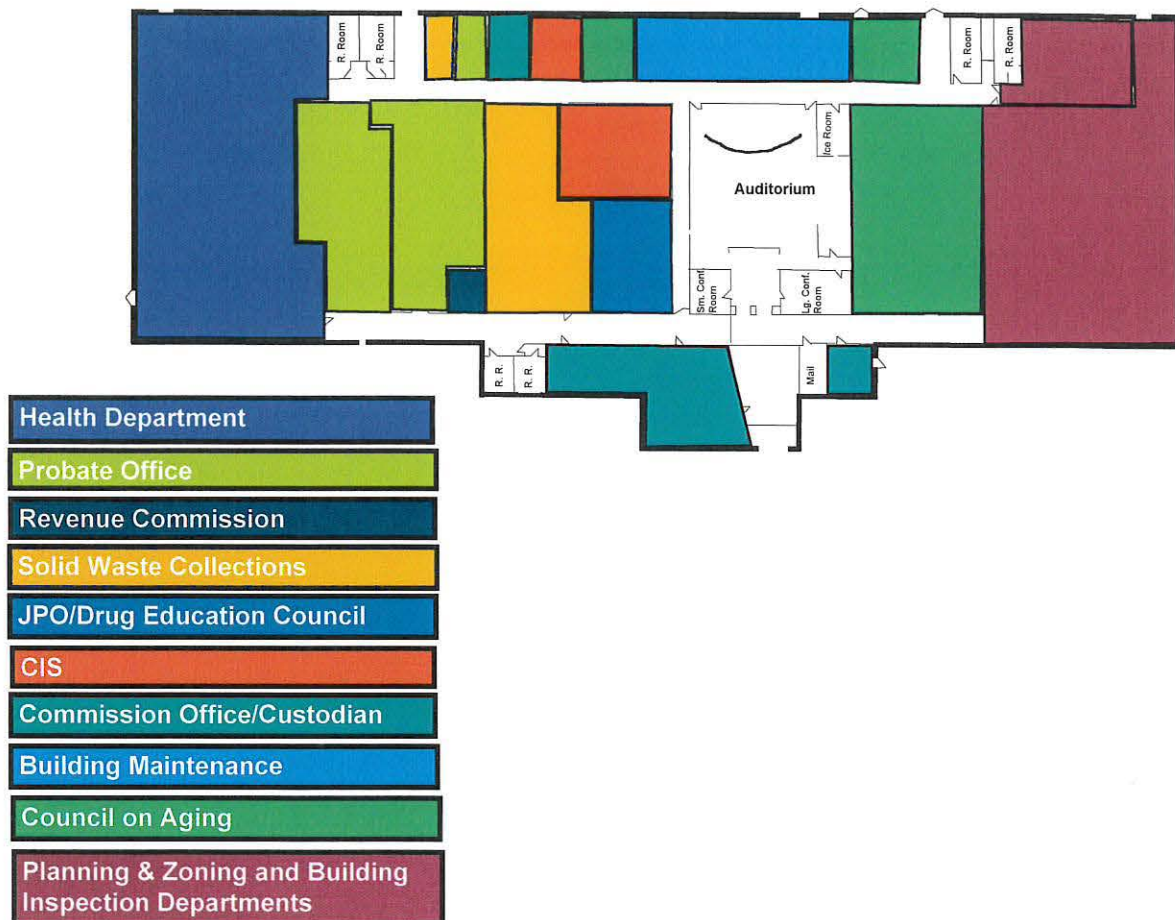 R. Room
R. Room
R. Room
R. Room
Ice Room
Auditorium
Sm. Conf.
Room
Lg. Conf.
Room
R. R.
R. R.
Mail
Health Department
Probate Office
Revenue Commission
Solid Waste Collections
JPO/Drug Education Council
CIS
Commission Office/Custodian
Building Maintenance
Council on Aging
Planning & Zoning and Building
Inspection Departments